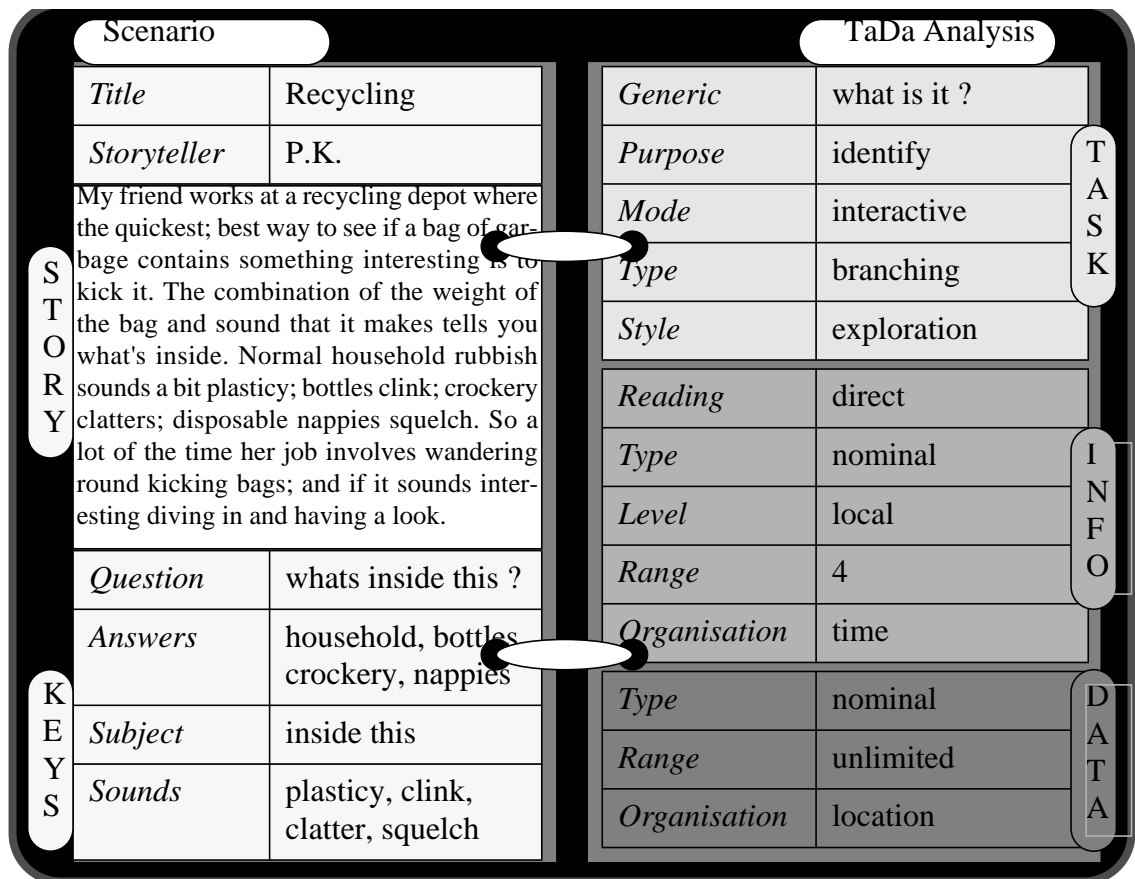 Scenario
Title Recycling
Storyteller P.K.
STORY
My friend works at a recycling depot where
the quickest; best way to see if a bag of gar-
bage contains something interesting is to
kick it. The combination of the weight of
the bag and sound that it makes tells you
what's inside. Normal household rubbish
sounds a bit plasticy; bottles clink; crockery
clatters; disposable nappies squelch. So a
lot of the time her job involves wandering
round kicking bags; and if it sounds inter-
esting diving in and having a look.
KEYS
Question whats inside this ?
Answers household, bottles
crockery, nappies
Subject inside this
Sounds plasticy, clink,
clatter, squelch
TaDa Analysis
TASK
Generic what is it ?
Purpose identify
Mode interactive
Type branching
Style exploration
INFO
Reading direct
Type nominal
Level local
Range 4
Organisation time
DATA
Type nominal
Range unlimited
Organisation location